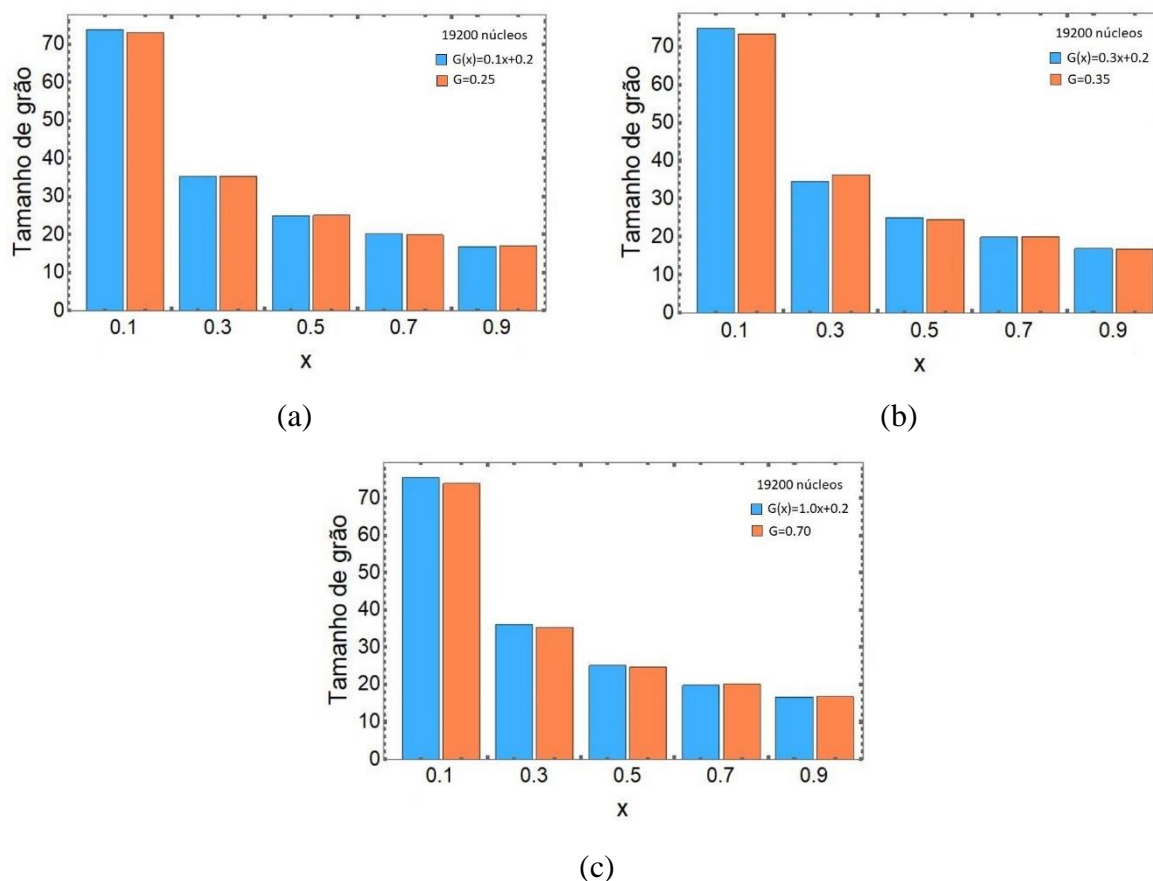 19200 núcleos
G(x)=0.1x+0.2
G=0.25
Tamanho de grão
70
60
50
40
30
20
10
0
0.1 0.3 0.5 0.7 0.9
x
(a)
19200 núcleos
G(x)=0.3x+0.2
G=0.35
Tamanho de grão
70
60
50
40
30
20
10
0
0.1 0.3 0.5 0.7 0.9
x
(b)
19200 núcleos
G(x)=1.0x+0.2
G=0.70
Tamanho de grão
70
60
50
40
30
20
10
0
0.1 0.3 0.5 0.7 0.9
x
(c)